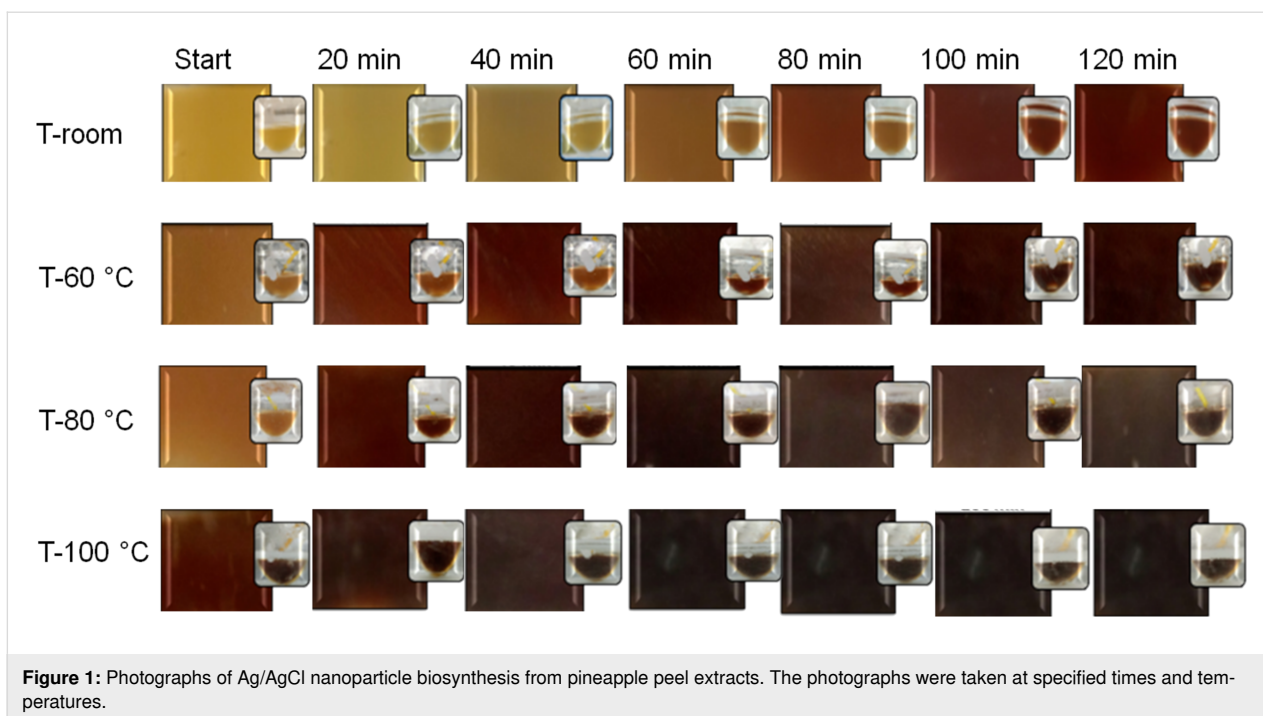 Start 20 min 40 min 60 min 80 min 100 min 120 min
T-room
T-60 °C
T-80 °C
T-100 °C
Figure 1: Photographs of Ag/AgCl nanoparticle biosynthesis from pineapple peel extracts. The photographs were taken at specified times and tem-
peratures.